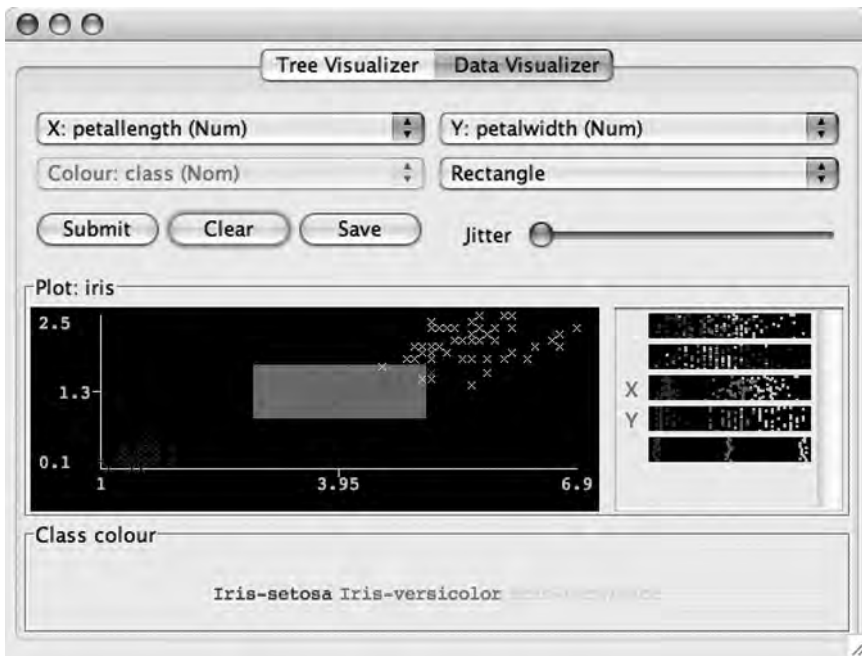 Tree Visualizer Data Visualizer
X: petallength (Num) Y: petalwidth (Num)
Colour: class (Nom) Rectangle
Submit Clear Save Jitter
Plot: iris
2.5
1.3
0.1
1 3.95 6.9
X
Y
Class colour
Iris-setosa Iris-versicolor